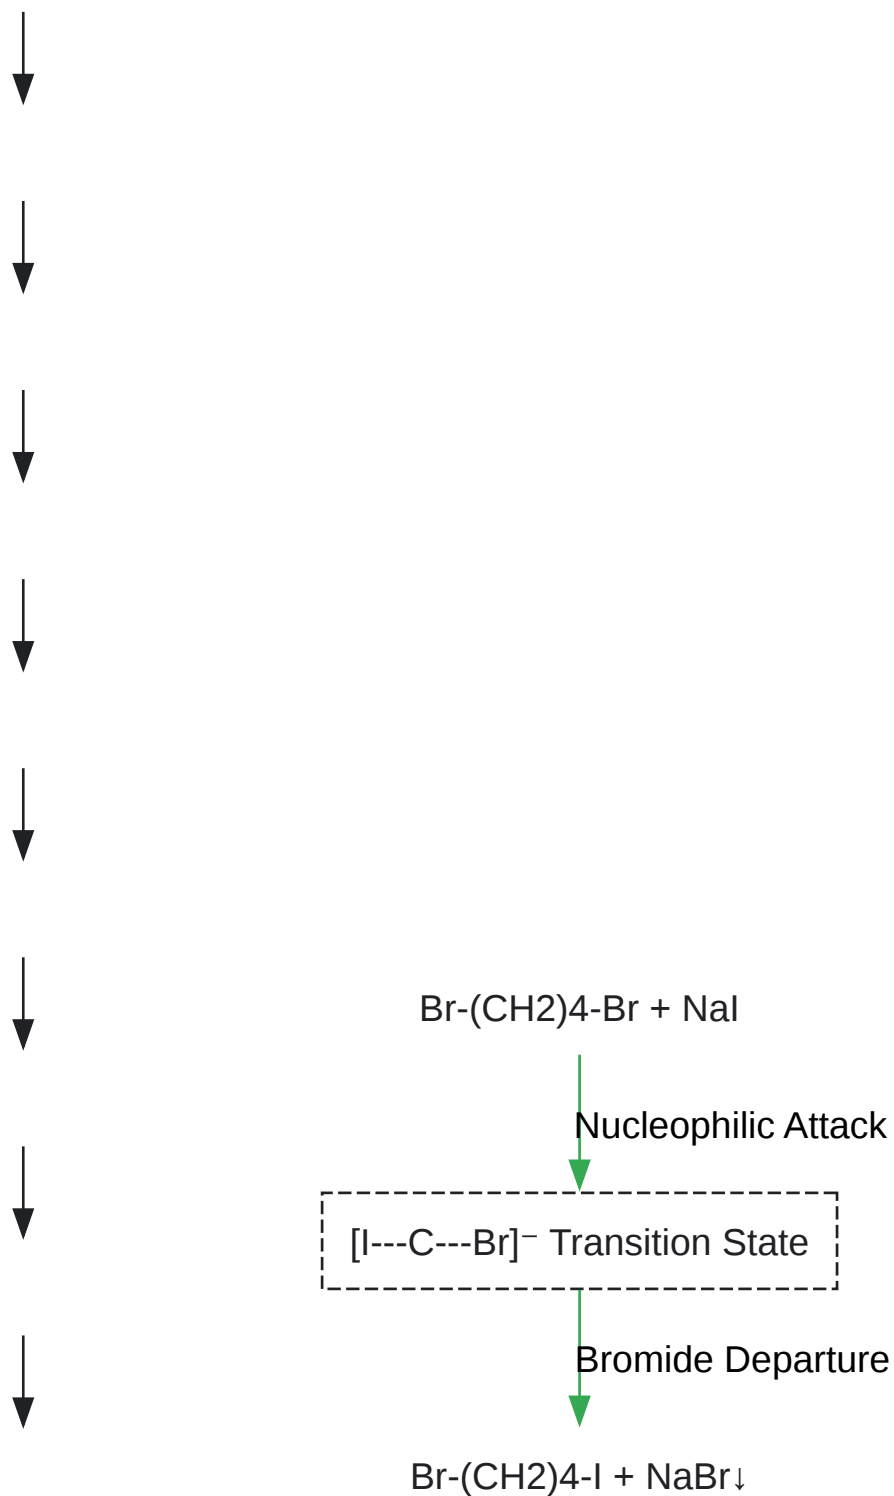 Br-(CH2)4-Br + NaI
Nucleophilic Attack
[I---C---Br]⁻ Transition State
Bromide Departure
Br-(CH2)4-I + NaBr↓